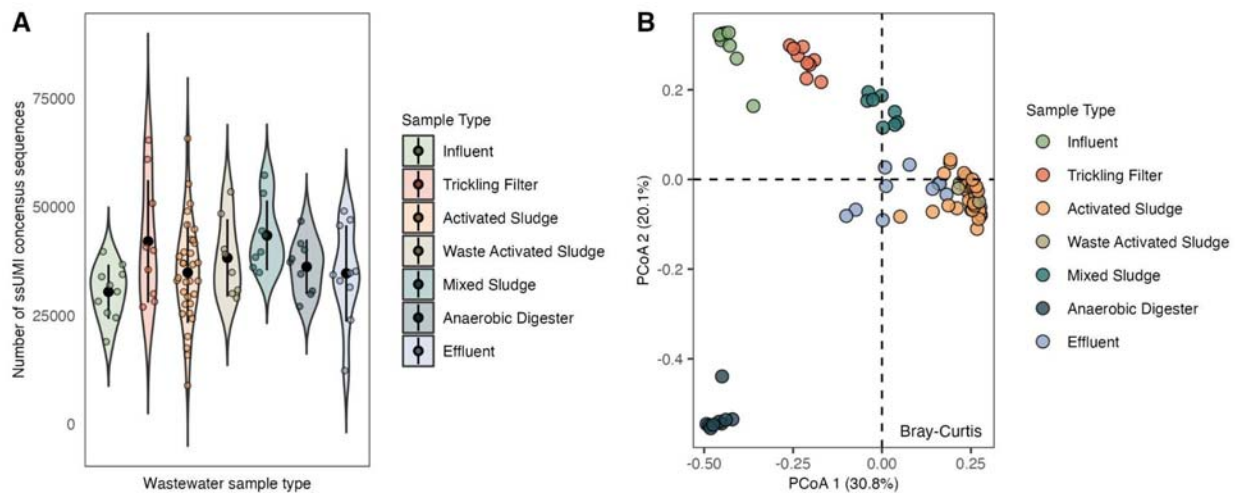 A
Number of ssUMI concensus sequences
75000
50000
25000
0
Wastewater sample type
Sample Type
Influent
Trickling Filter
Activated Sludge
Waste Activated Sludge
Mixed Sludge
Anaerobic Digester
Effluent
B
PCoA 2 (20.1%)
0.2
0.0
-0.2
-0.4
Bray-Curtis
-0.50
-0.25
0.00
0.25
PCoA 1 (30.8%)
Sample Type
Influent
Trickling Filter
Activated Sludge
Waste Activated Sludge
Mixed Sludge
Anaerobic Digester
Effluent